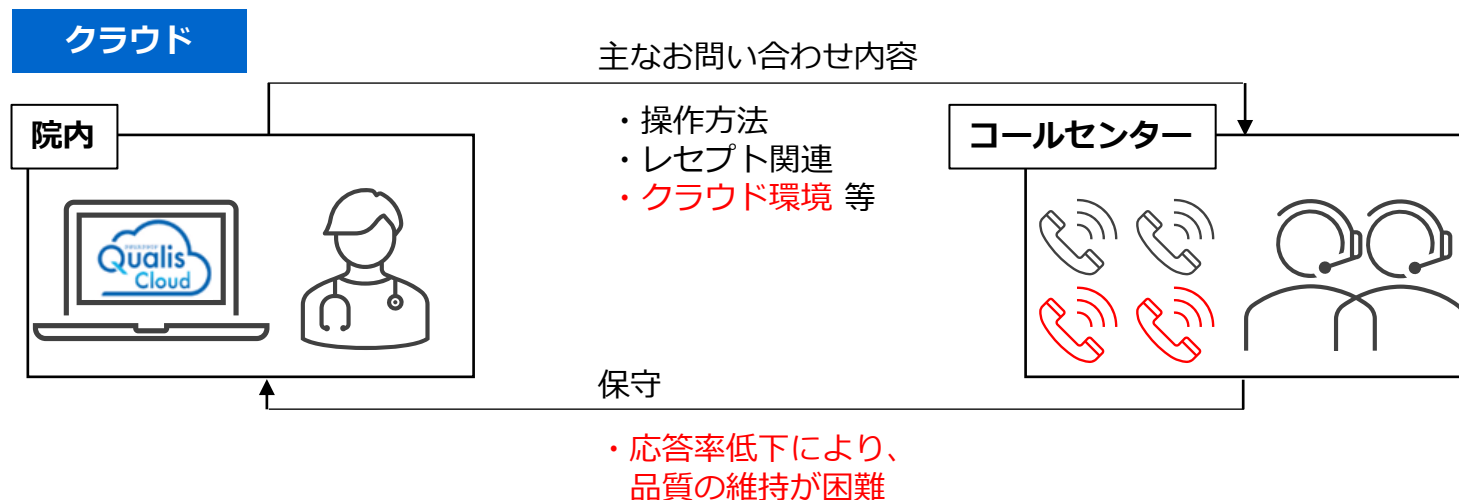 クラウド
主なお問い合わせ内容
・操作方法
・レセプト関連
・クラウド環境 等
院内
Qualis
Cloud
コールセンター
保守
・応答率低下により、
品質の維持が困難